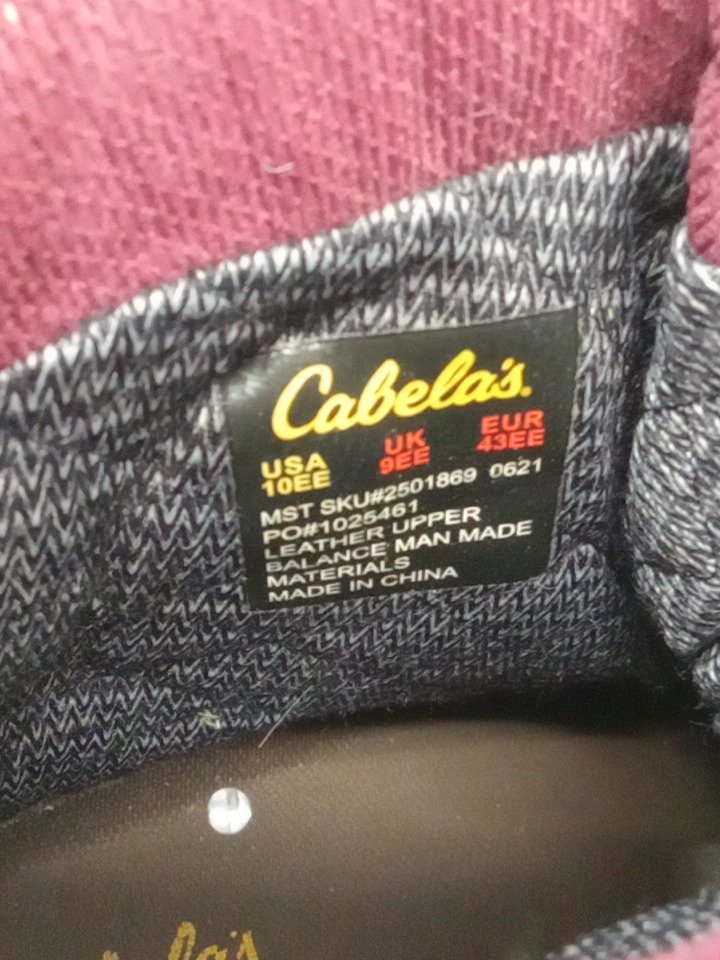 Cabela's.
USA UK EUR
10EE 9EE 43EE
MST SKU#2501869 0621
PO#1025461
LEATHER UPPER
BALANCE MAN MADE
MATERIALS
MADE IN CHINA